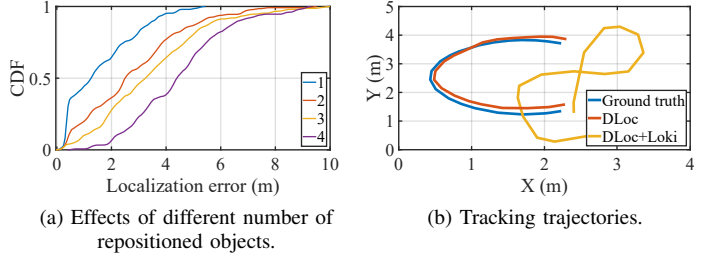 1
0.5
0
CDF
1
2
3
4
0 2 4 6 8 10
Localization error (m)
(a) Effects of different number of
repositioned objects.
5
4
3
2
1
0
Y (m)
Ground truth
DLoc
DLoc+Loki
0 1 2 3 4
X (m)
(b) Tracking trajectories.